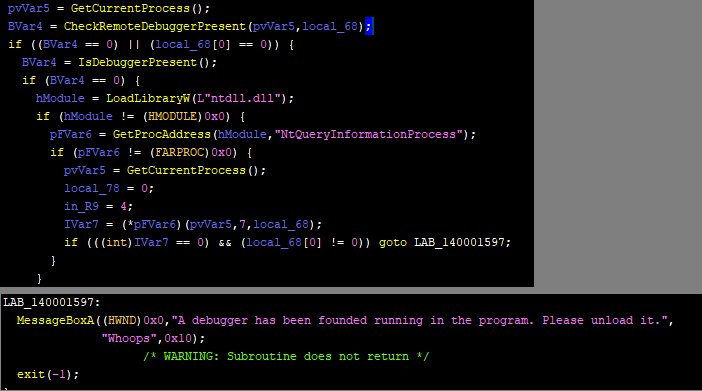 pvVar5 = GetCurrentProcess();
BVar4 = CheckRemoteDebuggerPresent(pvVar5,local_68);
if ((BVar4 == 0) || (local_68[0] == 0)) {
BVar4 = IsDebuggerPresent();
if (BVar4 == 0) {
hModule = LoadLibraryW(L"ntdll.dll");
if (hModule != (HMODULE)0x0) {
pFVar6 = GetProcAddress(hModule,"NtQueryInformationProcess");
if (pFVar6 != (FARPROC)0x0) {
pvVar5 = GetCurrentProcess();
local_78 = 0;
in_R9 = 4;
IVar7 = (*pFVar6)(pvVar5,7,local_68);
if (((int)IVar7 == 0) && (local_68[0] != 0)) goto LAB_140001597;
}
}
LAB_140001597:
MessageBoxA((HWND)0x0,"A debugger has been founded running in the program. Please unload it.",
"Whoops",0x10);
/* WARNING: Subroutine does not return */
exit(-1);